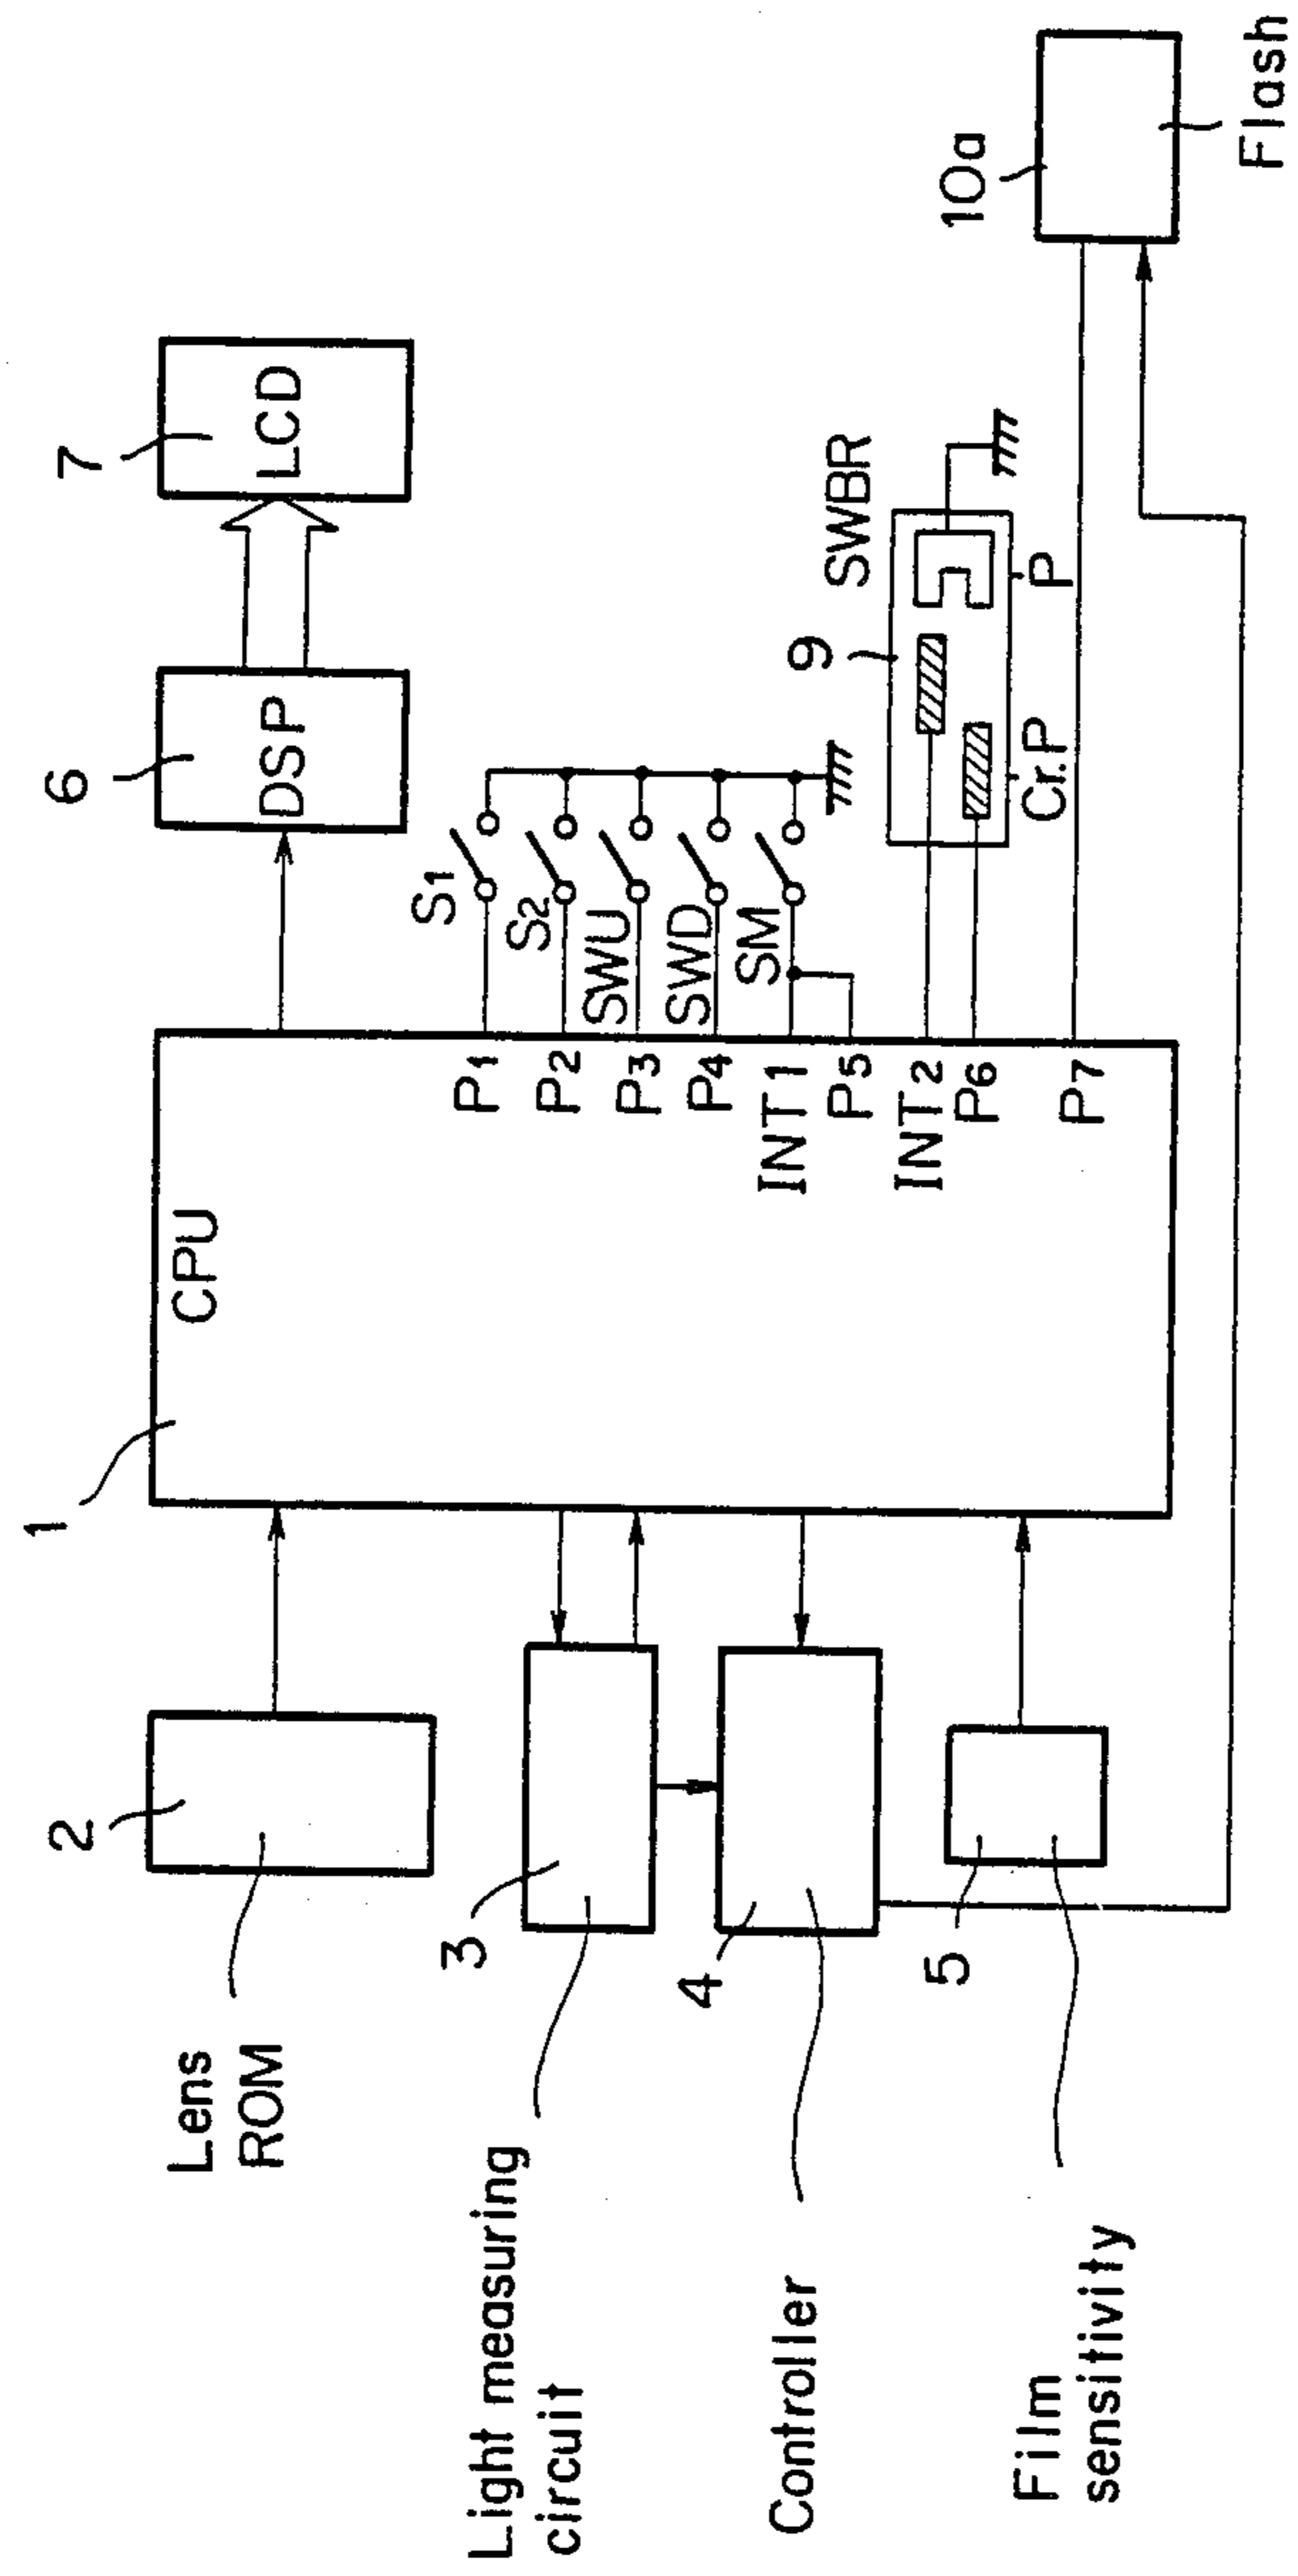 1
CPU
2
Lens
ROM
3
Light measuring
circuit
4
Controller
5
Film
sensitivity
6
DSP
7
LCD
P1
P2
P3
P4
INT1
P5
INT2
P6
P7
S1
S2
SWU
SWD
SM
9
SWBR
Cr.P
P
10a
Flash